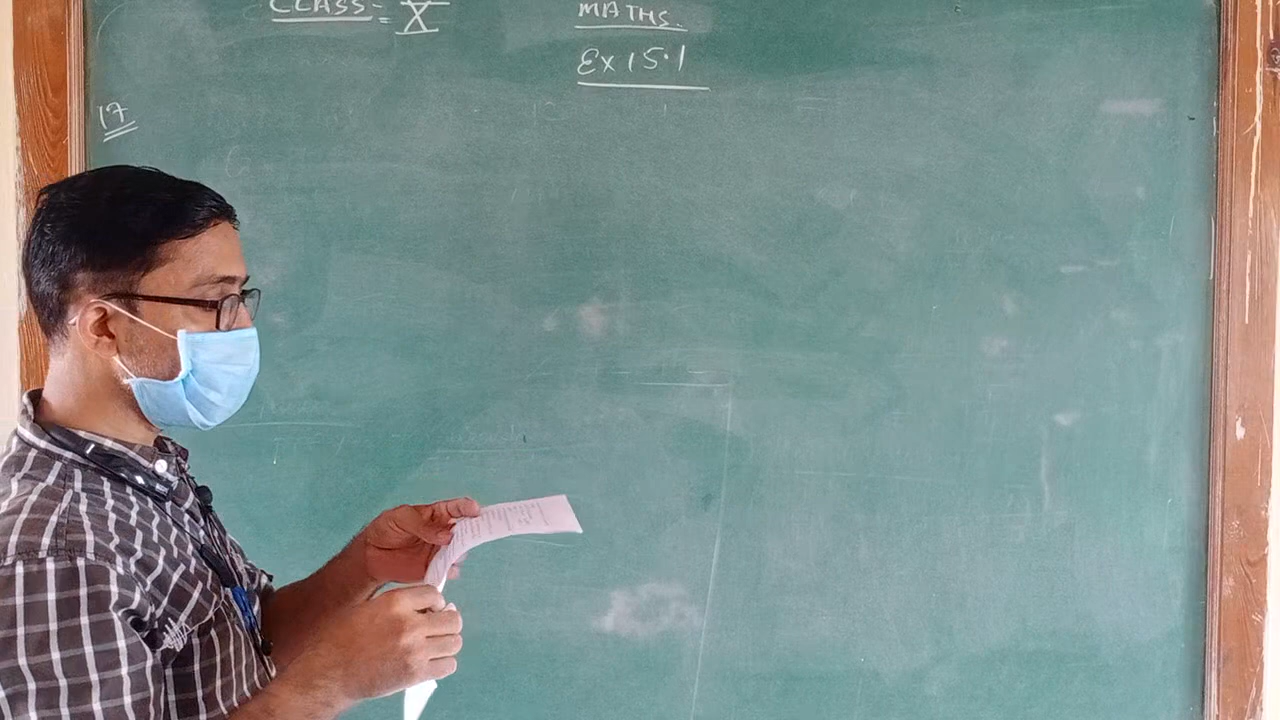 CLASS = X
MATHS.
Ex 15.1
17